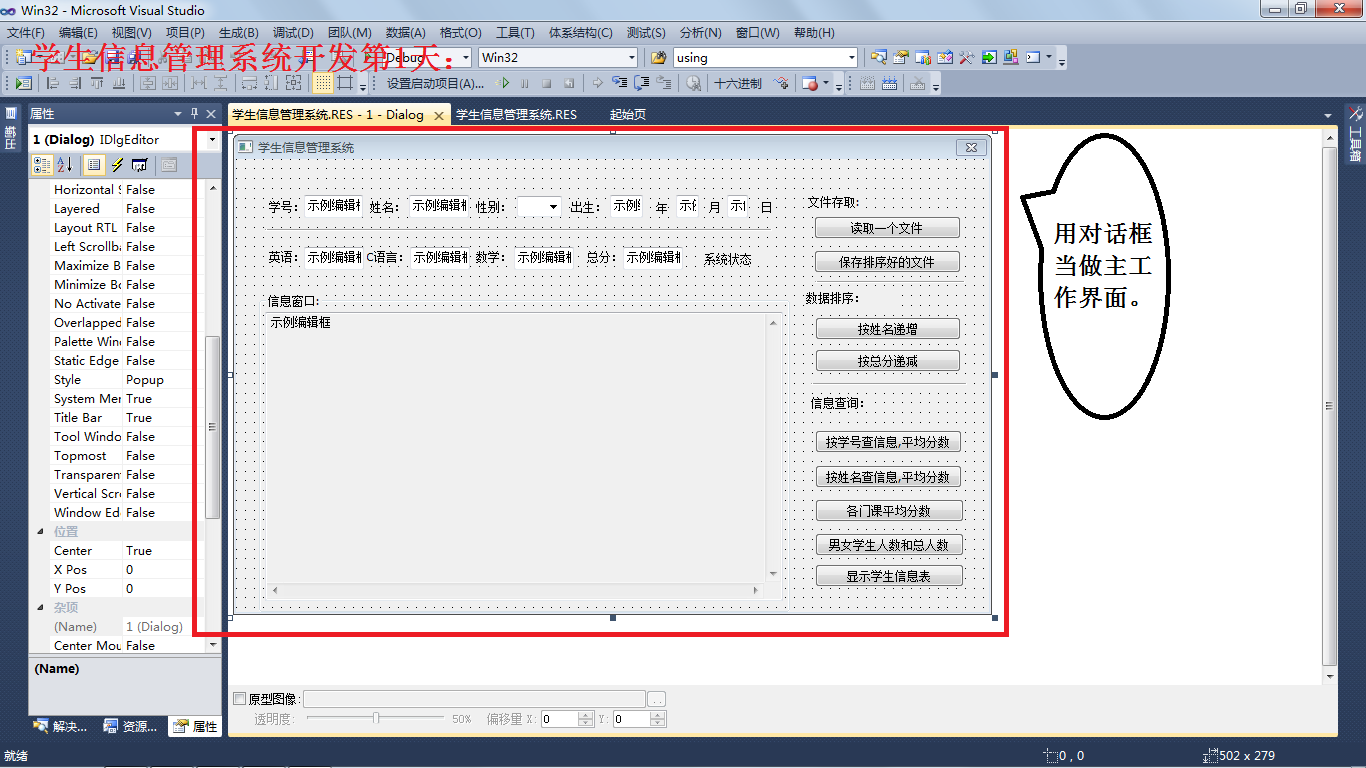 Win32 - Microsoft Visual Studio
文件(F) 编辑(E) 视图(V) 项目(P) 生成(B) 调试(D) 团队(M) 数据(A) 格式(O) 工具(T) 体系结构(C) 测试(S) 分析(N) 窗口(W) 帮助(H)
学生信息管理系统开发第1天：
Debug Win32 using
设置启动项目(A)... 十六进制
属性
学生信息管理系统.RES - 1 - Dialog 学生信息管理系统.RES 起始页
输出
工具箱
1 (Dialog) IDlgEditor
Horizontal S False
Layered False
Layout RTL False
Left Scrollba False
Maximize B False
Minimize Bo False
No Activate False
Overlapped False
Palette Win False
Static Edge False
Style Popup
System Men True
Title Bar True
Tool Windo False
Topmost False
Transparen False
Vertical Scr False
Window Ed False
位置
Center True
X Pos 0
Y Pos 0
杂项
(Name) 1 (Dialog)
Center Mou False
(Name)
解决... 资源... 属性
学生信息管理系统
学号: 示例编辑框 姓名: 示例编辑框 性别: 出生: 示例 年 示例 月 示 日
英语: 示例编辑框 C语言: 示例编辑框 数学: 示例编辑框 总分: 示例编辑框 系统状态
信息窗口:
示例编辑框
文件存取:
读取一个文件
保存排序好的文件
数据排序:
按姓名递增
按总分递减
信息查询:
按学号查信息,平均分数
按姓名查信息,平均分数
各门课平均分数
男女学生人数和总人数
显示学生信息表
用对话框
当做主工
作界面。
原型图像: ...
透明度: 50% 偏移量 X: 0 Y: 0
就绪 0 , 0 502 x 279